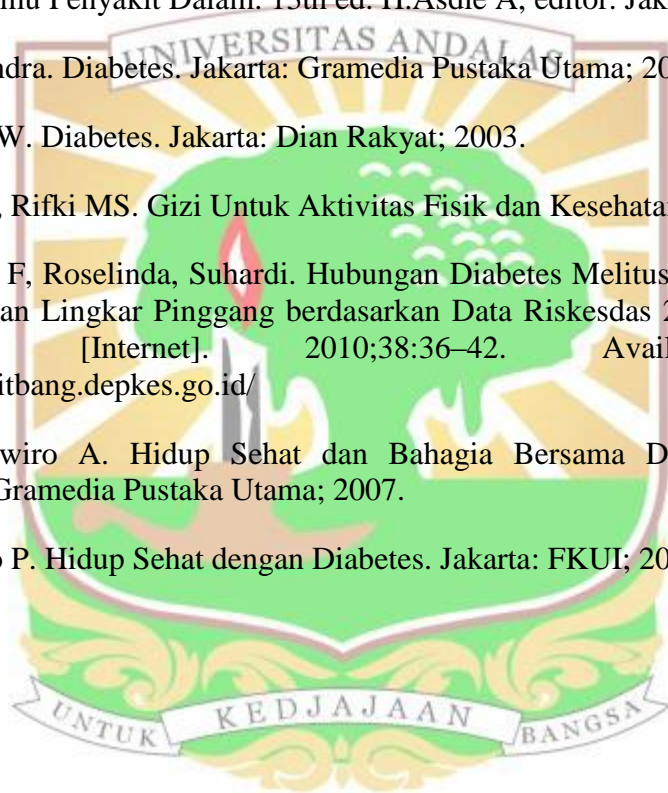 mu Penyakit Dalam. 15th ed. H.Asdie A, editor. Jak
UNIVERSITAS ANDALAS
ndra. Diabetes. Jakarta: Gramedia Pustaka Utama; 20
W. Diabetes. Jakarta: Dian Rakyat; 2003.
, Rifki MS. Gizi Untuk Aktivitas Fisik dan Kesehatan
F, Roselinda, Suhardi. Hubungan Diabetes Melitus
an Lingkar Pinggang berdasarkan Data Riskesdas 2
[Internet]. 2010;38:36–42. Avail
itbang.depkes.go.id/
wiro A. Hidup Sehat dan Bahagia Bersama D
Gramedia Pustaka Utama; 2007.
o P. Hidup Sehat dengan Diabetes. Jakarta: FKUI; 20
UNTUK KEDJAJAAN BANGSA